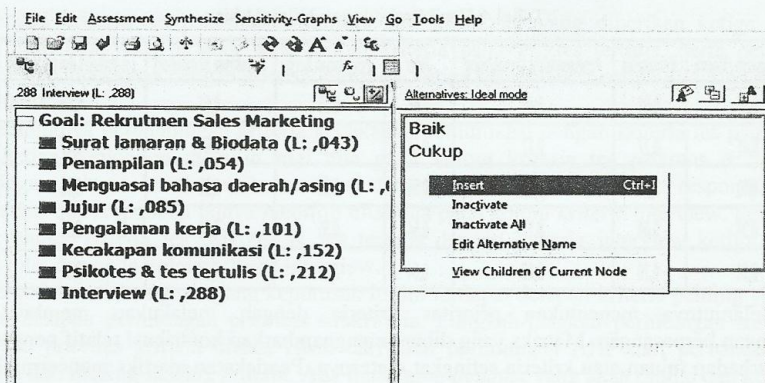 File Edit Assessment Synthesize Sensitivity-Graphs View Go Tools Help
,288 Interview (L: ,288)
Alternatives: Ideal mode
Goal: Rekrutmen Sales Marketing
Surat lamaran & Biodata (L: ,043)
Penampilan (L: ,054)
Menguasai bahasa daerah/asing (L: ,
Jujur (L: ,085)
Pengalaman kerja (L: ,101)
Kecakapan komunikasi (L: ,152)
Psikotes & tes tertulis (L: ,212)
Interview (L: ,288)
Baik
Cukup
Insert Ctrl+I
Inactivate
Inactivate All
Edit Alternative Name
View Children of Current Node